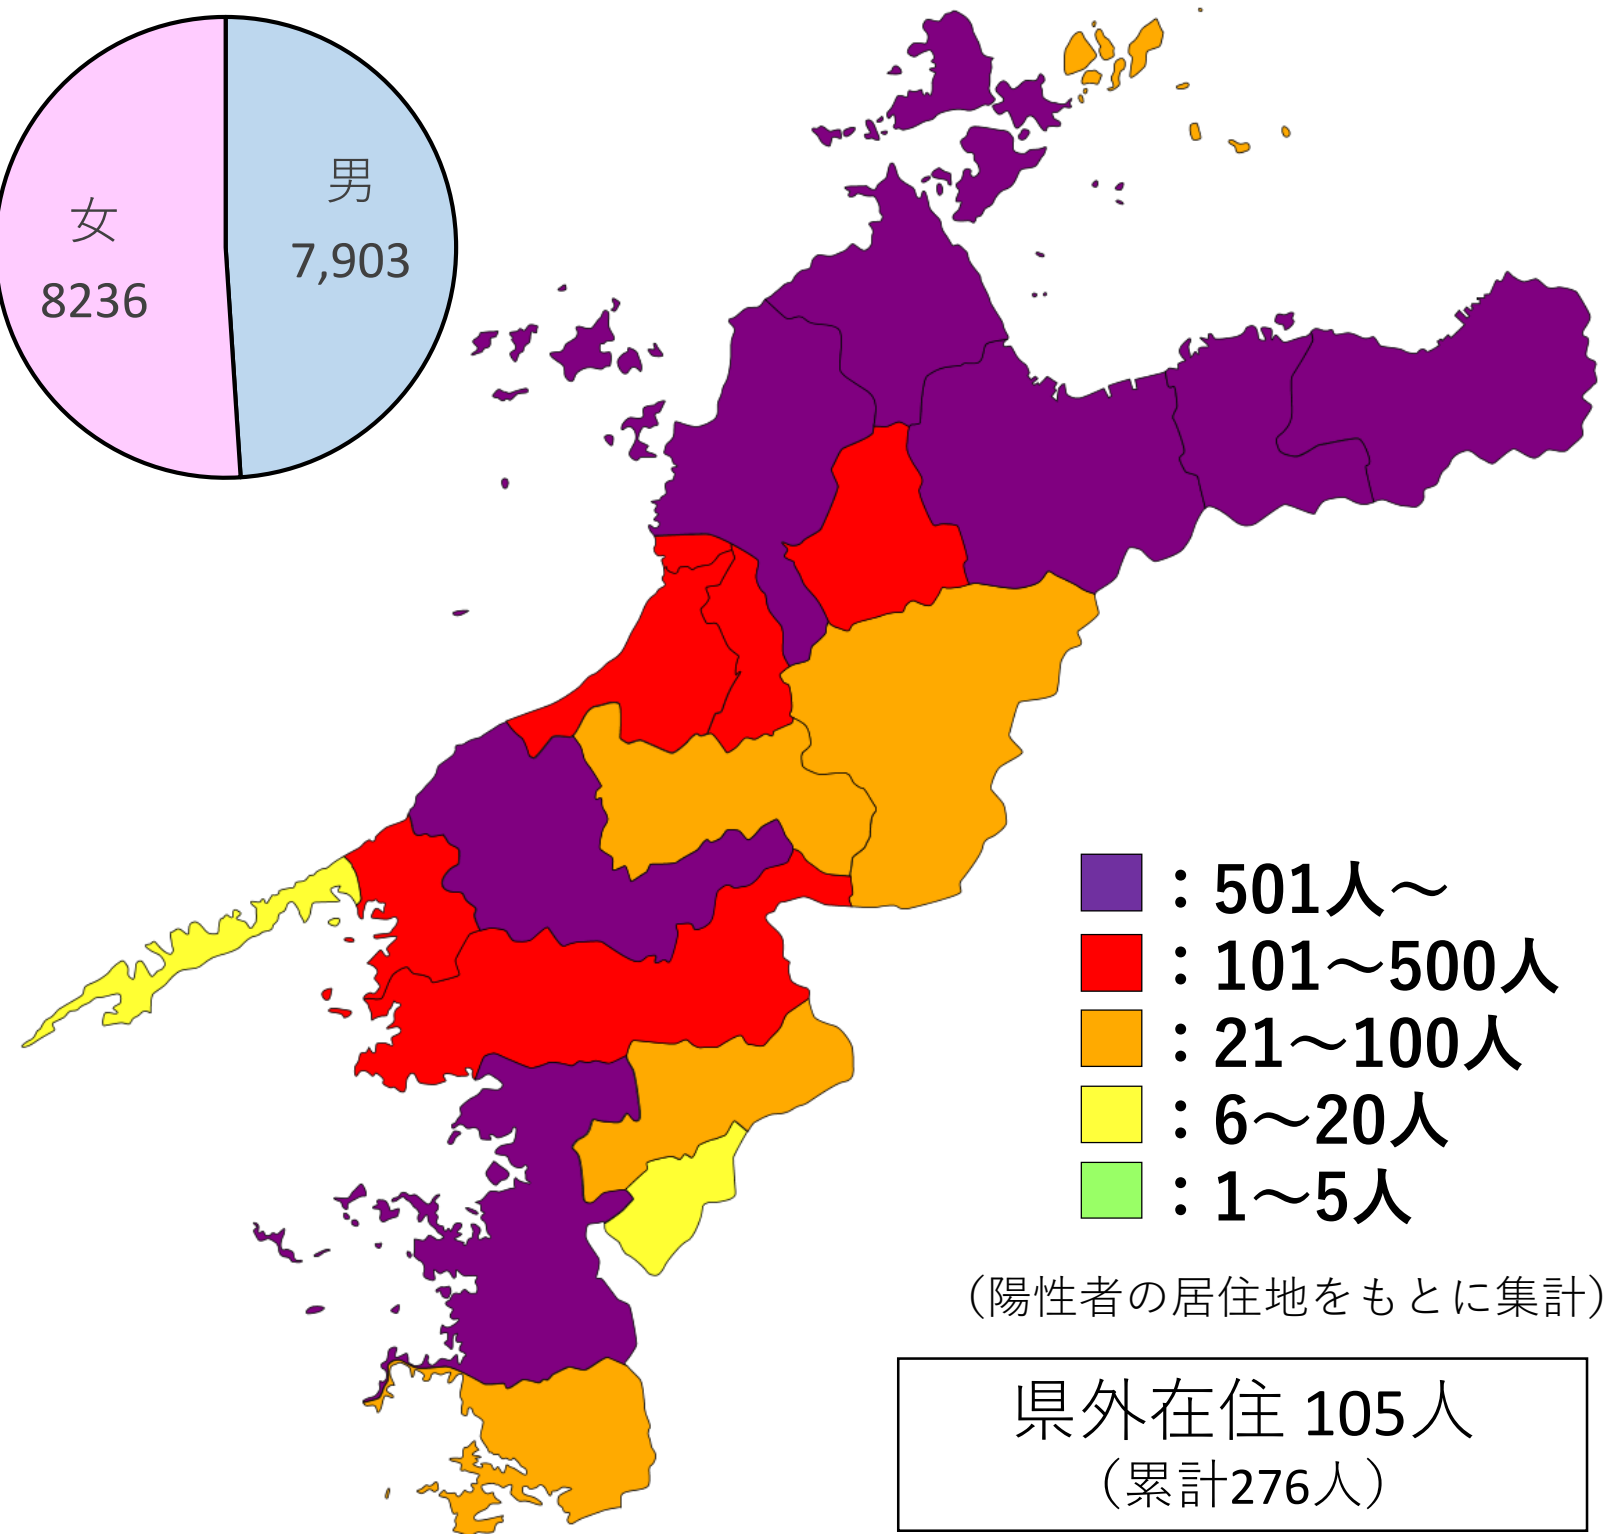 女
8236
男
7,903
：501人～
：101～500人
：21～100人
：6～20人
：1～5人
（陽性者の居住地をもとに集計）
県外在住 105人
（累計276人）